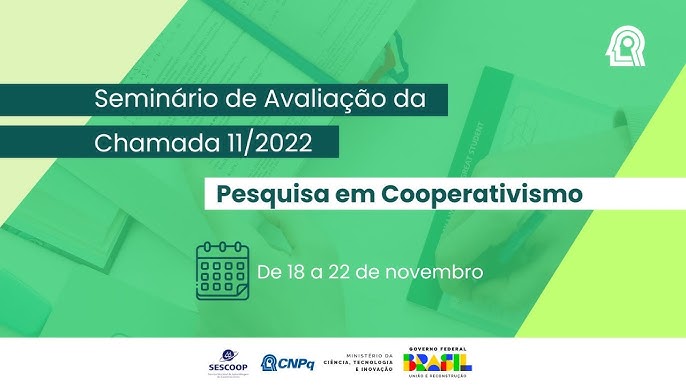 Seminário de Avaliação da
Chamada 11/2022
Pesquisa em Cooperativismo
De 18 a 22 de novembro
SESCOOP
CNPq
MINISTÉRIO DA
CIÊNCIA, TECNOLOGIA
E INOVAÇÃO
GOVERNO FEDERAL
BRASIL
UNIÃO E RECONSTRUÇÃO